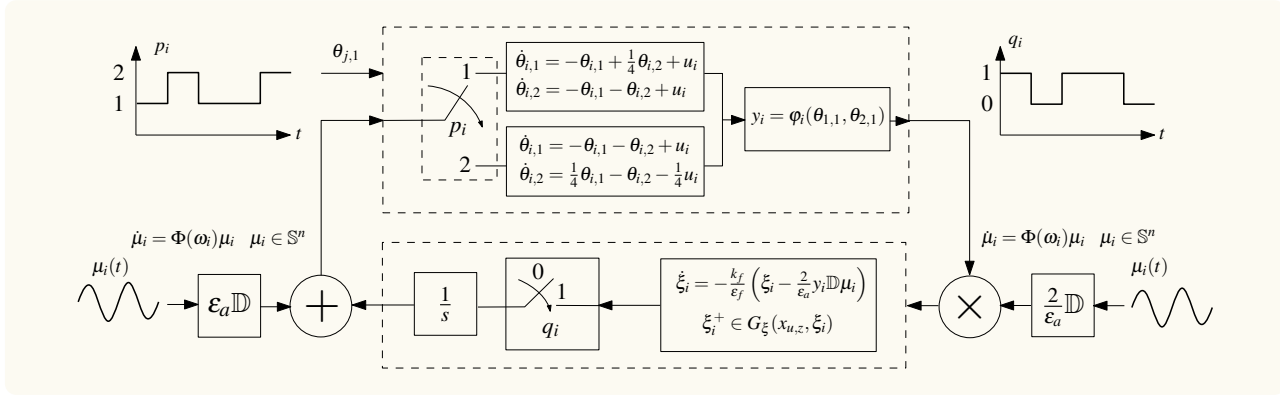 p_i
2
1
t
θ_{j,1}
1
p_i
2
θ̇_{i,1} = −θ_{i,1} + 1/4 θ_{i,2} + u_i
θ̇_{i,2} = −θ_{i,1} − θ_{i,2} + u_i
θ̇_{i,1} = −θ_{i,1} − θ_{i,2} + u_i
θ̇_{i,2} = 1/4 θ_{i,1} − θ_{i,2} − 1/4 u_i
y_i = φ_i(θ_{1,1}, θ_{2,1})
q_i
1
0
t
μ̇_i = Φ(ω_i)μ_i   μ_i ∈ 𝕊^n
μ_i(t)
ε_a 𝔻
+
1/s
0
1
q_i
ξ̇_i = −k_f/ε_f (ξ_i − 2/ε_a y_i 𝔻μ_i)
ξ_i^+ ∈ G_ξ(x_{u,z}, ξ_i)
×
μ̇_i = Φ(ω_i)μ_i   μ_i ∈ 𝕊^n
2/ε_a 𝔻
μ_i(t)